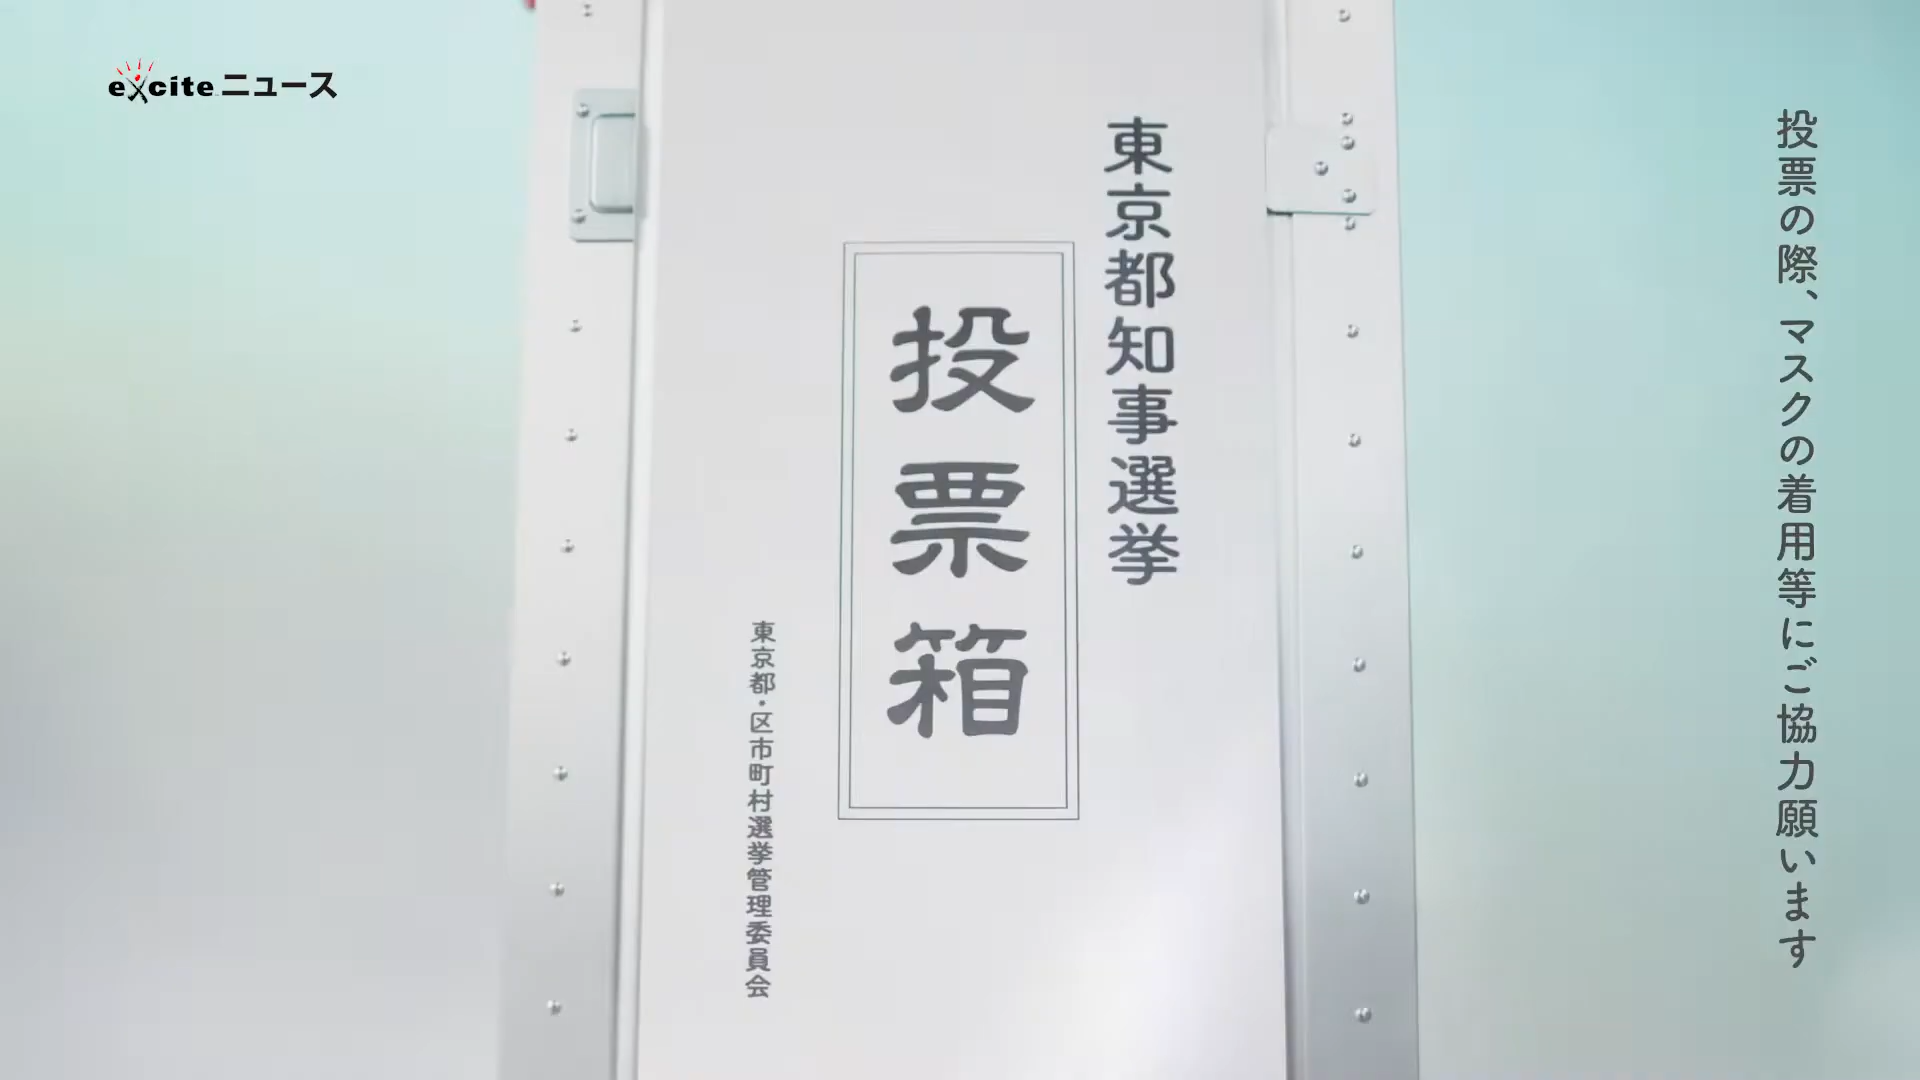 excite ニュース
投票の際、マスクの着用等にご協力願います
東京都知事選挙
投票箱
東京都・区市町村選挙管理委員会